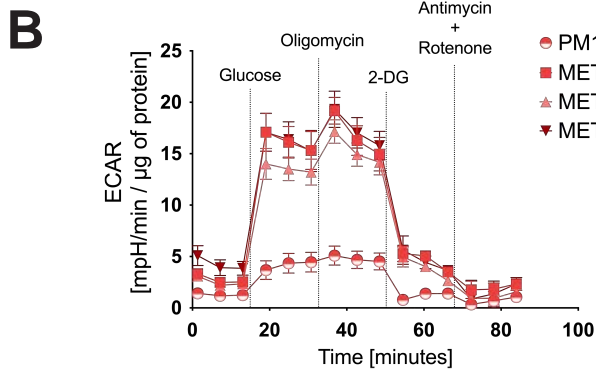 B
Antimycin
+
Rotenone
Oligomycin
Glucose
2-DG
ECAR
[mpH/min / µg of protein]
25
20
15
10
5
0
0 20 40 60 80 100
Time [minutes]